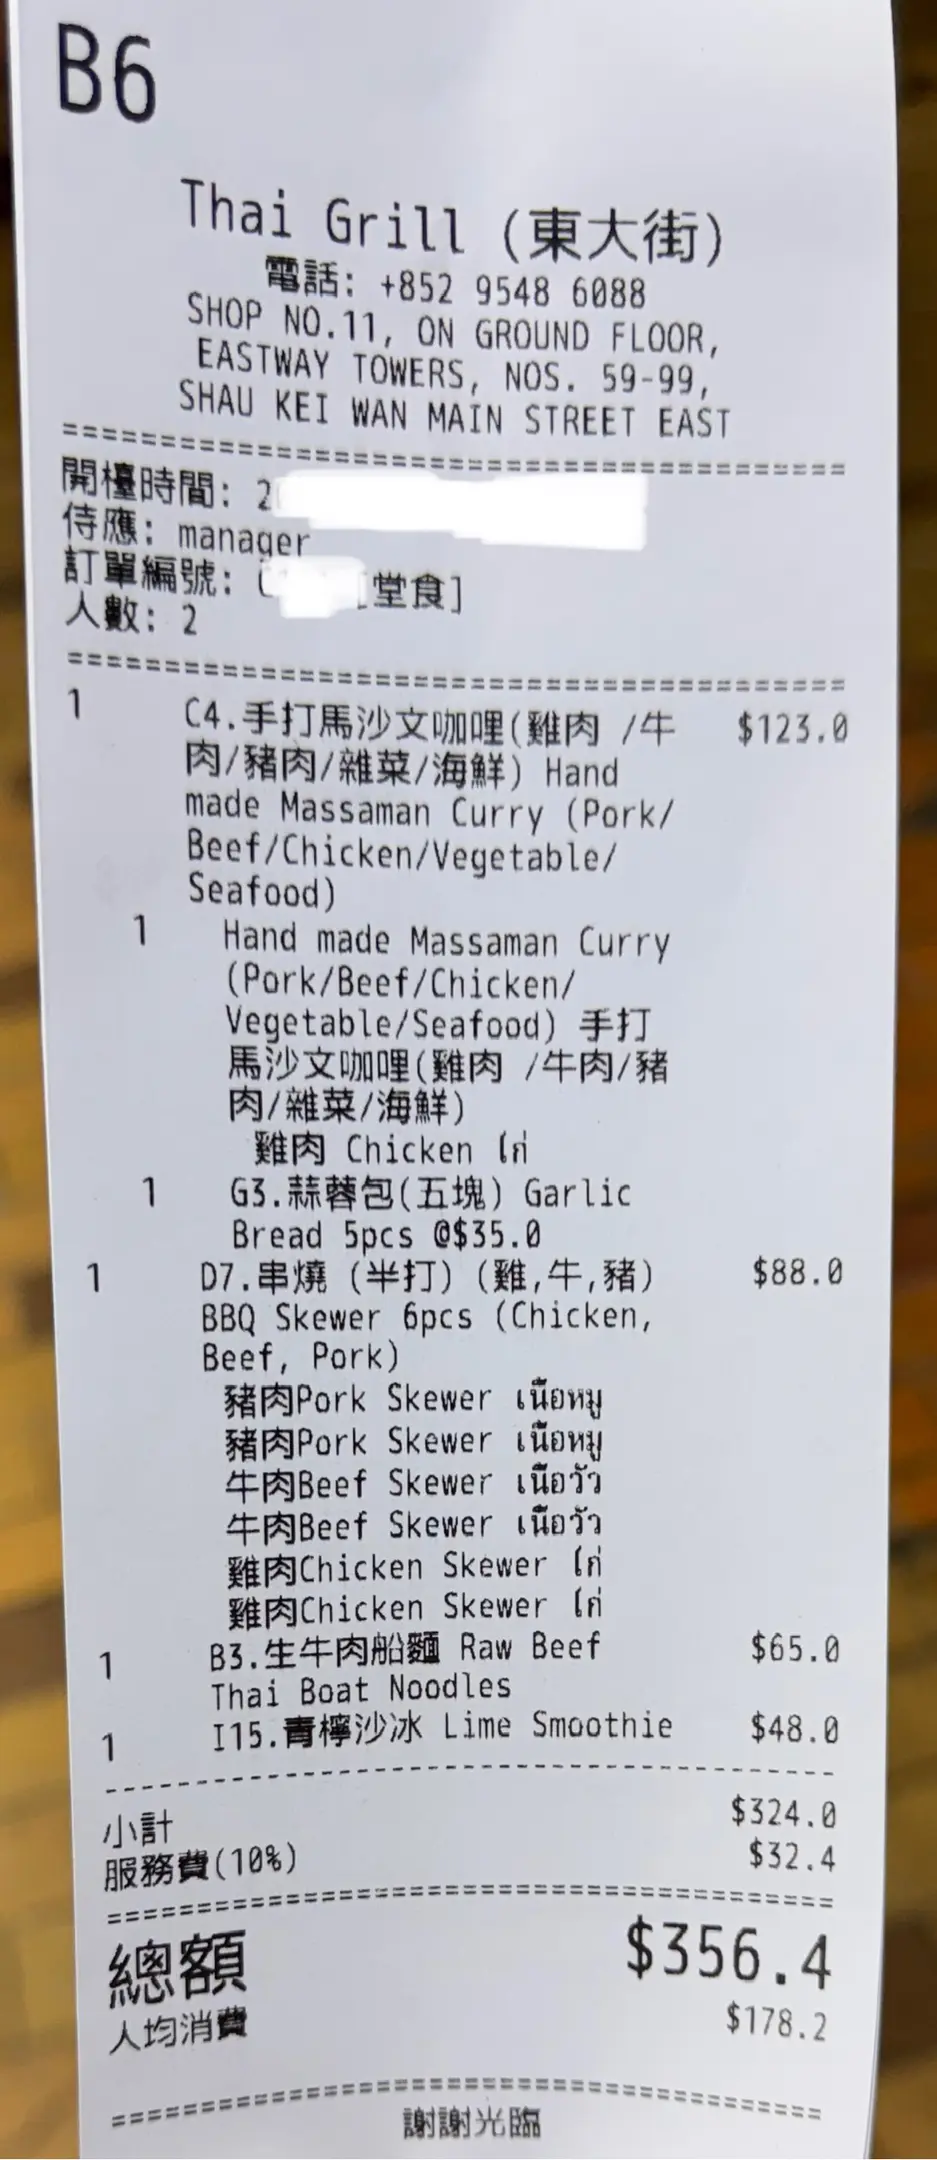 B6
Thai Grill (東大街)
電話: +852 9548 6088
SHOP NO.11, ON GROUND FLOOR,
EASTWAY TOWERS, NOS. 59-99,
SHAU KEI WAN MAIN STREET EAST
======================================
開檯時間: 2
侍應: manager
訂單編號: [堂食]
人數: 2
======================================
1 C4.手打馬沙文咖哩(雞肉 /牛 $123.0
肉/豬肉/雜菜/海鮮) Hand
made Massaman Curry (Pork/
Beef/Chicken/Vegetable/
Seafood)
1 Hand made Massaman Curry
(Pork/Beef/Chicken/
Vegetable/Seafood) 手打
馬沙文咖哩(雞肉 /牛肉/豬
肉/雜菜/海鮮)
雞肉 Chicken ไก่
1 G3.蒜蓉包(五塊) Garlic
Bread 5pcs @$35.0
1 D7.串燒 (半打) (雞,牛,豬) $88.0
BBQ Skewer 6pcs (Chicken,
Beef, Pork)
豬肉Pork Skewer เนื้อหมู
豬肉Pork Skewer เนื้อหมู
牛肉Beef Skewer เนื้อวัว
牛肉Beef Skewer เนื้อวัว
雞肉Chicken Skewer ไก่
雞肉Chicken Skewer ไก่
1 B3.生牛肉船麵 Raw Beef $65.0
Thai Boat Noodles
1 I15.青檸沙冰 Lime Smoothie $48.0
--------------------------------------
小計 $324.0
服務費(10%) $32.4
======================================
總額 $356.4
人均消費 $178.2
======================================
謝謝光臨